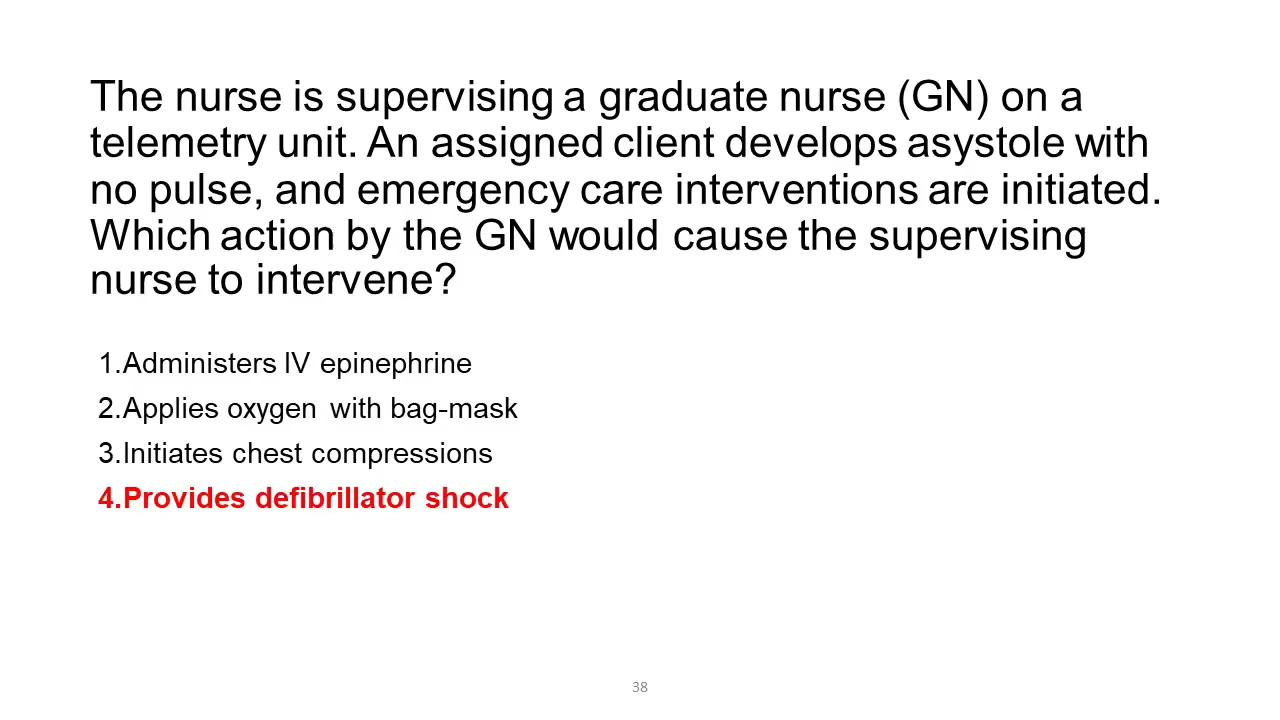 The nurse is supervising a graduate nurse (GN) on a
telemetry unit. An assigned client develops asystole with
no pulse, and emergency care interventions are initiated.
Which action by the GN would cause the supervising
nurse to intervene?
1.Administers IV epinephrine
2.Applies oxygen with bag-mask
3.Initiates chest compressions
4.Provides defibrillator shock
38